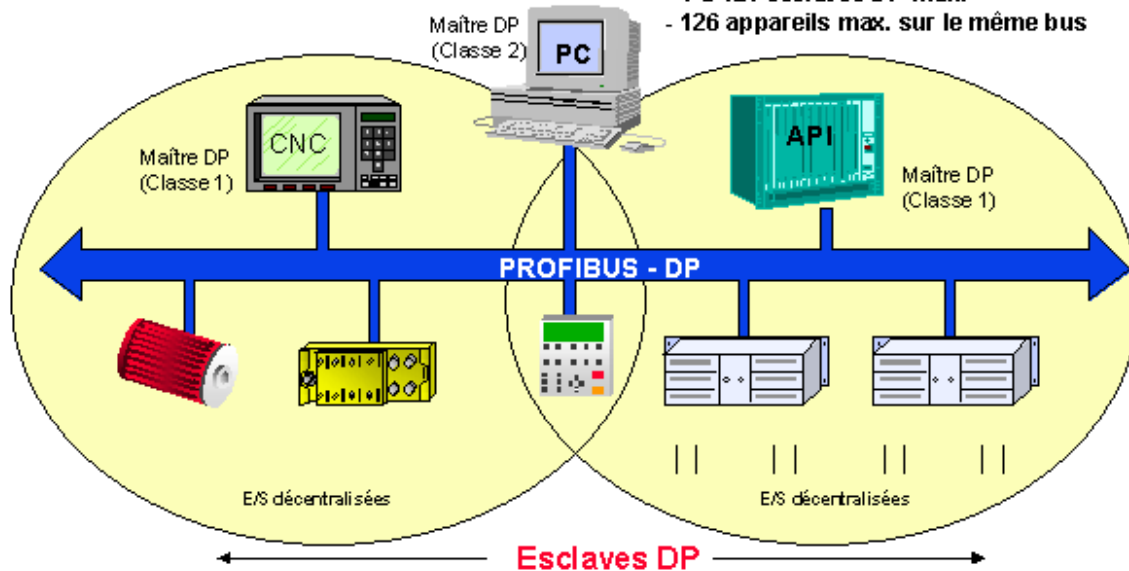 - 126 appareils max. sur le même bus
Maître DP
(Classe 2)
PC
CNC
Maître DP
(Classe 1)
API
Maître DP
(Classe 1)
PROFIBUS - DP
E/S décentralisées
E/S décentralisées
Esclaves DP